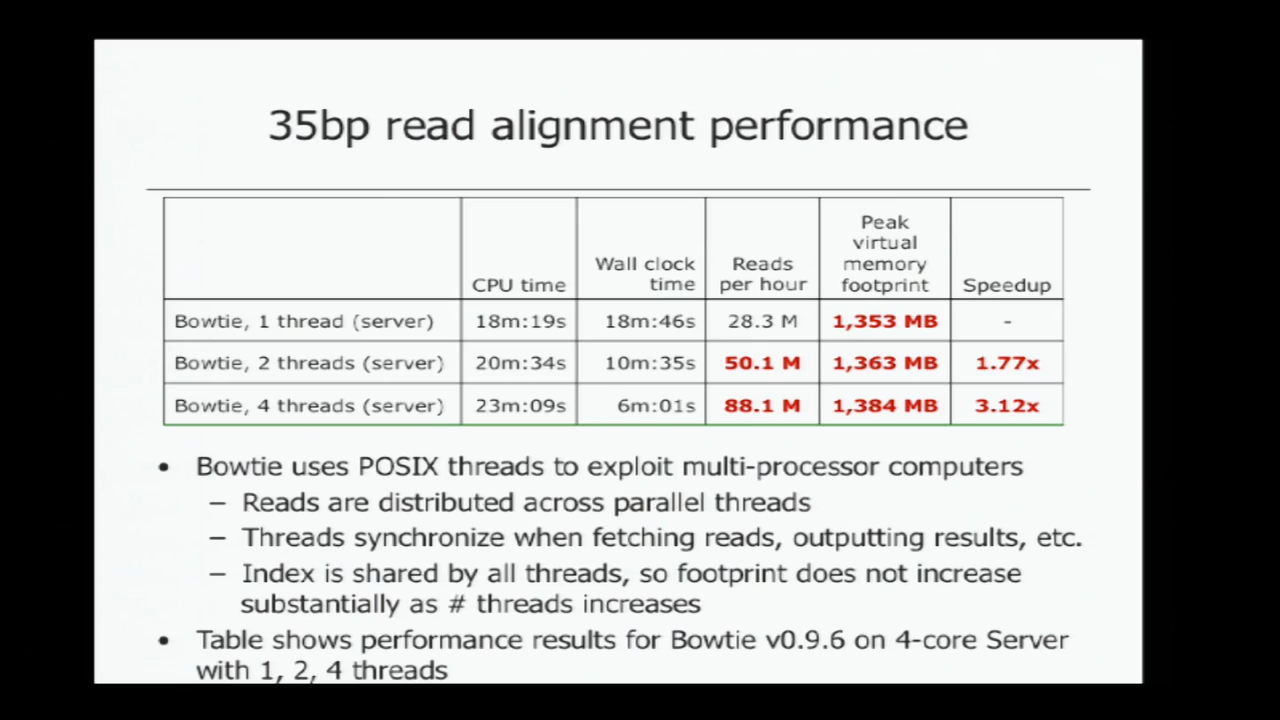 35bp read alignment performance
CPU time | Wall clock time | Reads per hour | Peak virtual memory footprint | Speedup
Bowtie, 1 thread (server) | 18m:19s | 18m:46s | 28.3 M | 1,353 MB | -
Bowtie, 2 threads (server) | 20m:34s | 10m:35s | 50.1 M | 1,363 MB | 1.77x
Bowtie, 4 threads (server) | 23m:09s | 6m:01s | 88.1 M | 1,384 MB | 3.12x
• Bowtie uses POSIX threads to exploit multi-processor computers
– Reads are distributed across parallel threads
– Threads synchronize when fetching reads, outputting results, etc.
– Index is shared by all threads, so footprint does not increase
substantially as # threads increases
• Table shows performance results for Bowtie v0.9.6 on 4-core Server
with 1, 2, 4 threads